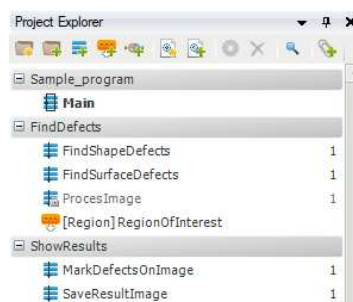 Project Explorer
Sample_program
Main
FindDefects
FindShapeDefects 1
FindSurfaceDefects 1
ProcesImage 1
[Region] RegionOfInterest
ShowResults
MarkDefectsOnImage 1
SaveResultImage 1